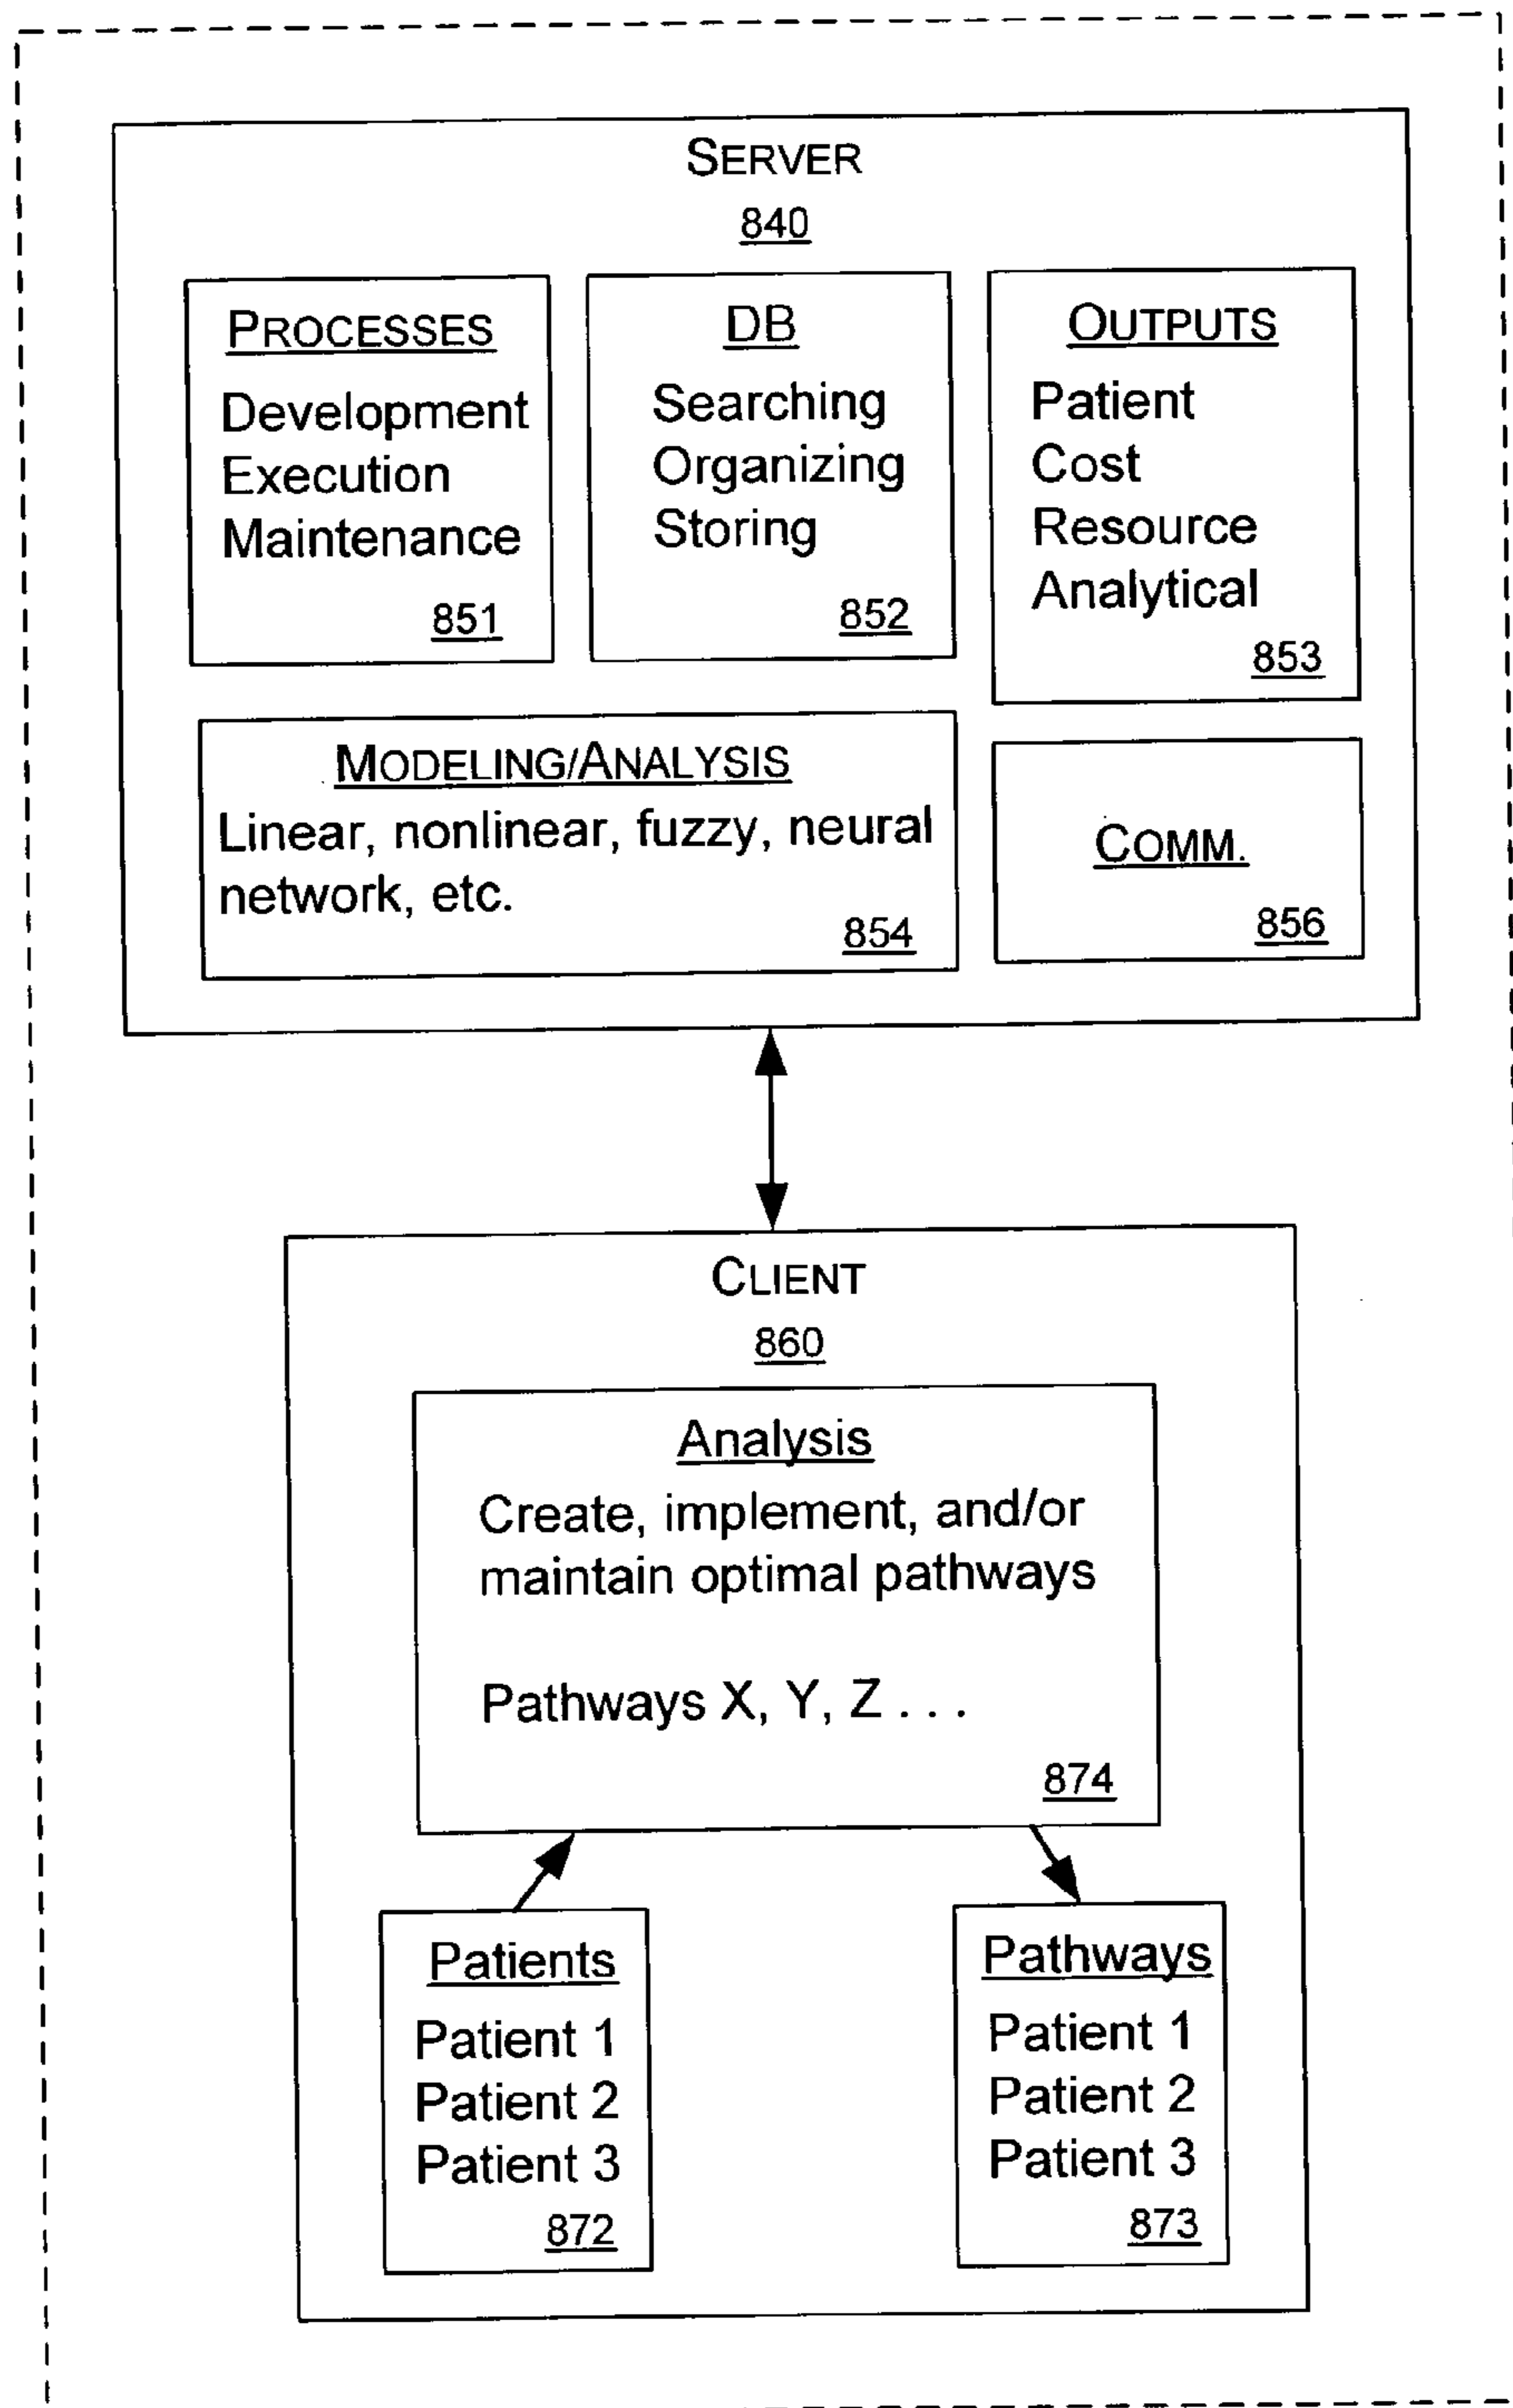 SERVER
840
PROCESSES
Development
Execution
Maintenance
851
DB
Searching
Organizing
Storing
852
OUTPUTS
Patient
Cost
Resource
Analytical
853
MODELING/ANALYSIS
Linear, nonlinear, fuzzy, neural
network, etc.
854
COMM.
856
CLIENT
860
Analysis
Create, implement, and/or
maintain optimal pathways
Pathways X, Y, Z . . .
874
Patients
Patient 1
Patient 2
Patient 3
872
Pathways
Patient 1
Patient 2
Patient 3
873